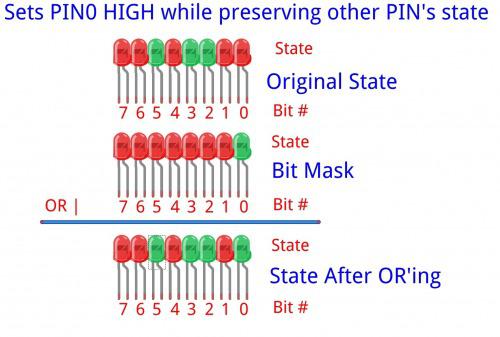 Sets PIN0 HIGH while preserving other PIN's state
State
Original State
7 6 5 4 3 2 1 0 Bit #
State
Bit Mask
OR | 7 6 5 4 3 2 1 0 Bit #
State
State After OR'ing
7 6 5 4 3 2 1 0 Bit #